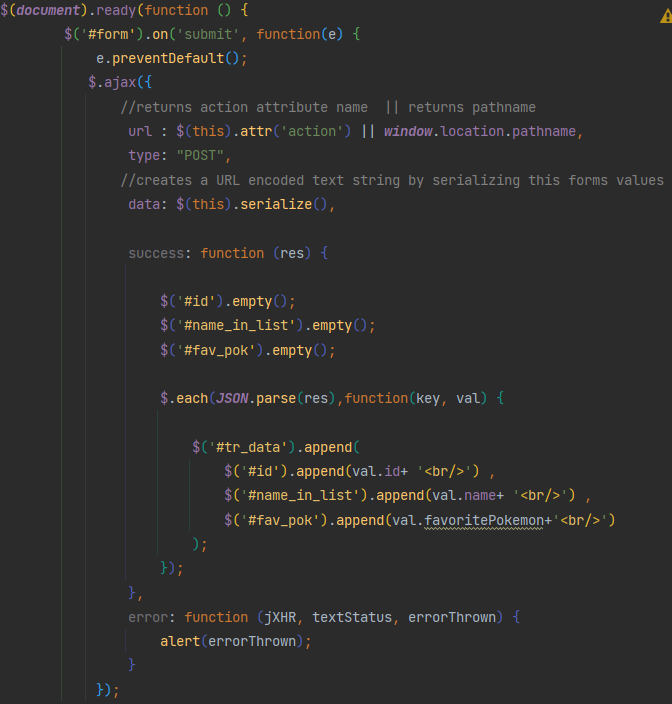 $(document).ready(function () {
$('#form').on('submit', function(e) {
e.preventDefault();
$.ajax({
//returns action attribute name  || returns pathname
url : $(this).attr('action') || window.location.pathname,
type: "POST",
//creates a URL encoded text string by serializing this forms values
data: $(this).serialize(),
success: function (res) {
$('#id').empty();
$('#name_in_list').empty();
$('#fav_pok').empty();
$.each(JSON.parse(res),function(key, val) {
$('#tr_data').append(
$('#id').append(val.id+ '<br/>') ,
$('#name_in_list').append(val.name+ '<br/>') ,
$('#fav_pok').append(val.favoritePokemon+'<br/>')
);
});
},
error: function (jXHR, textStatus, errorThrown) {
alert(errorThrown);
}
});